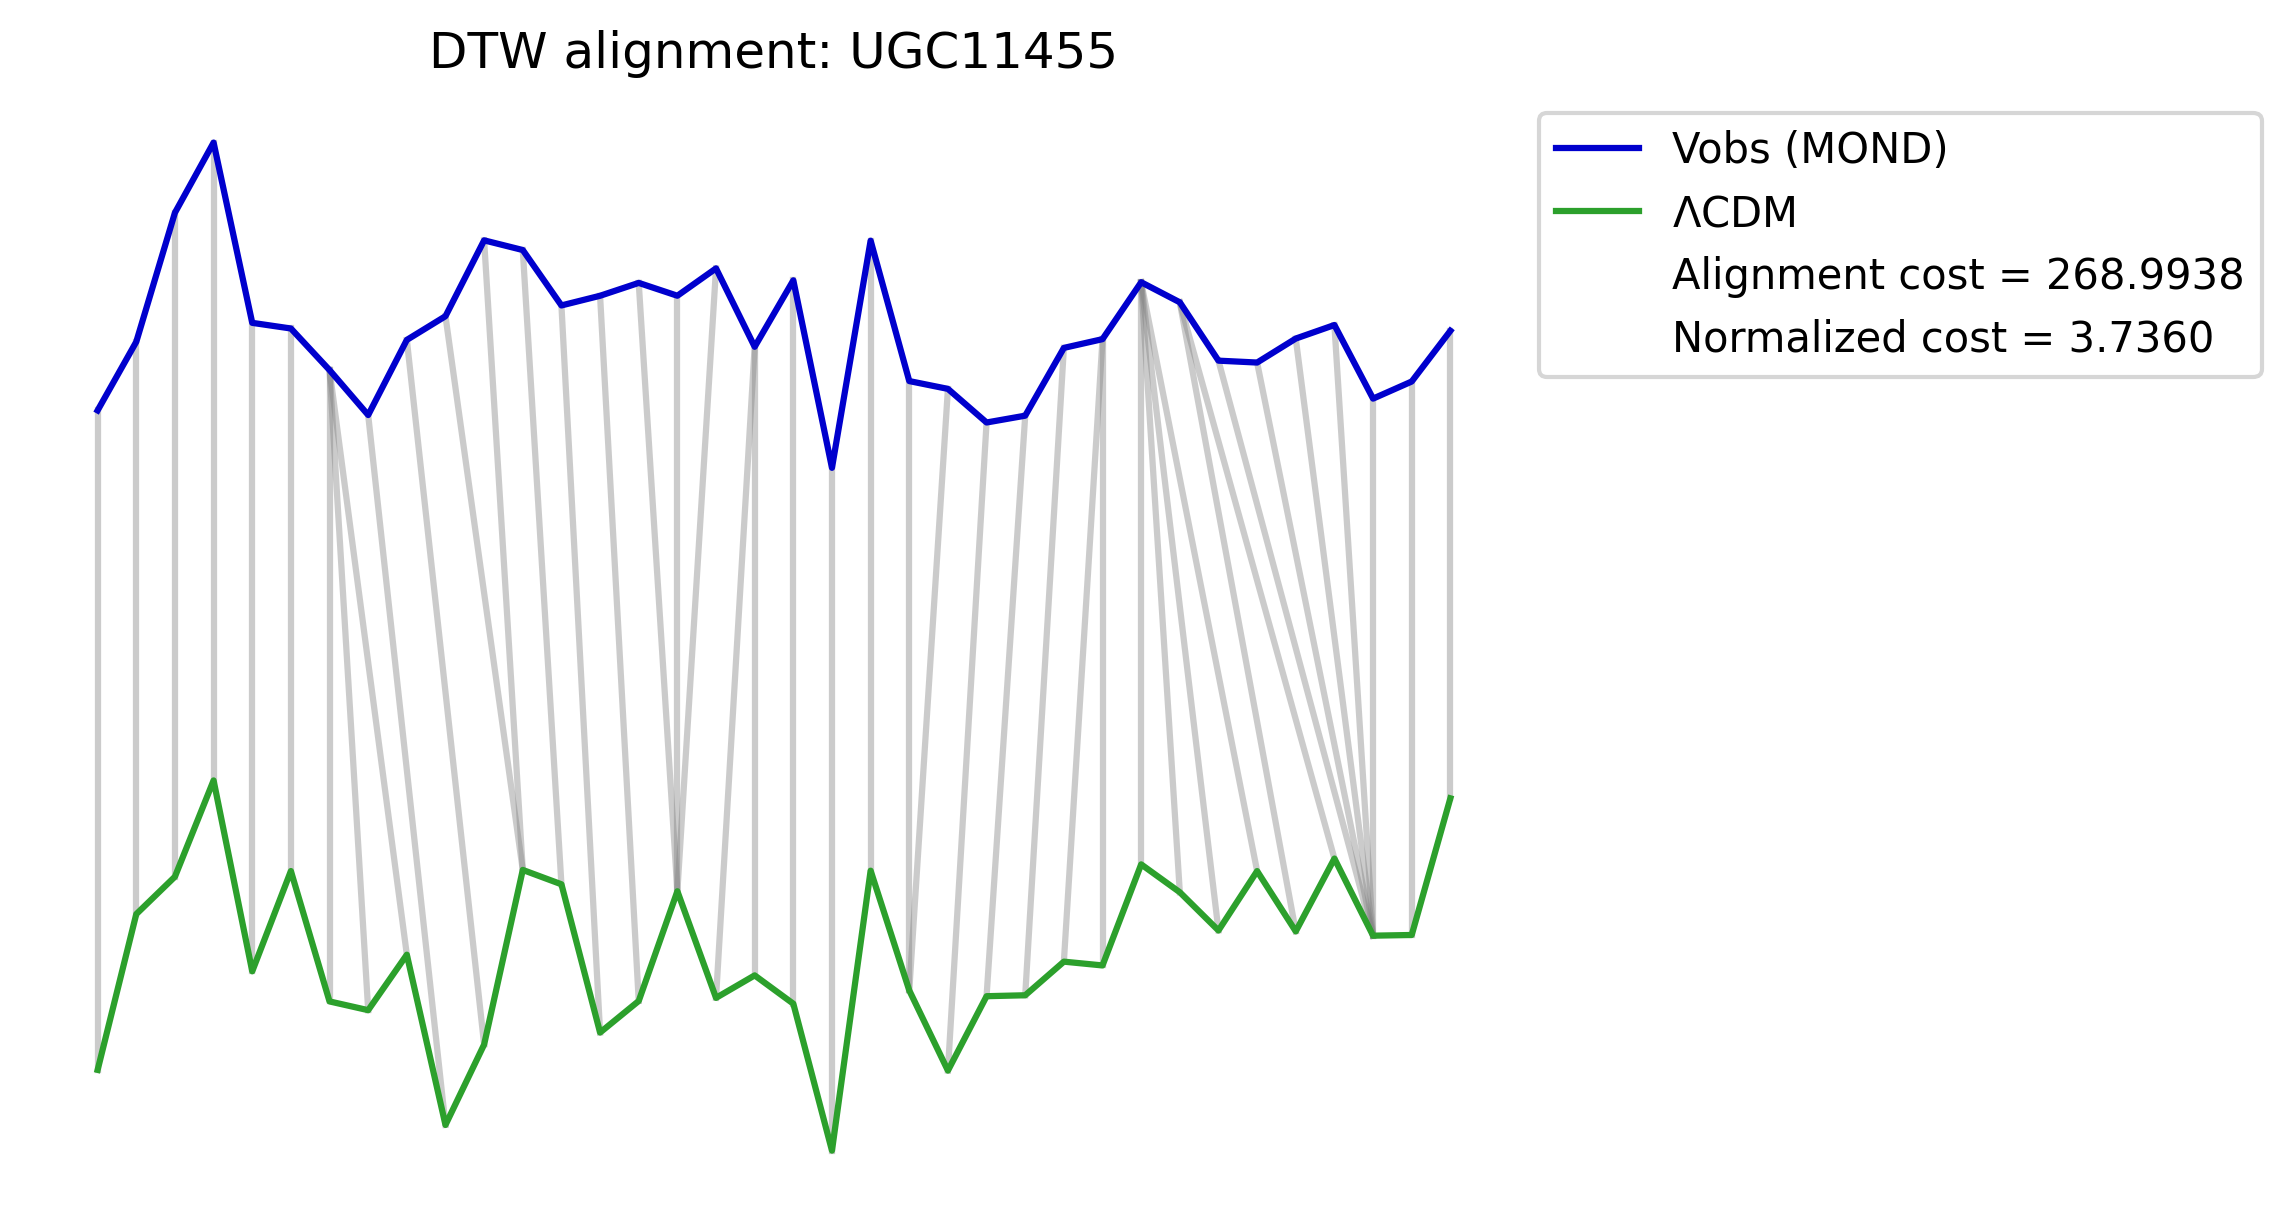 DTW alignment: UGC11455
Vobs (MOND)
ΛCDM
Alignment cost = 268.9938
Normalized cost = 3.7360